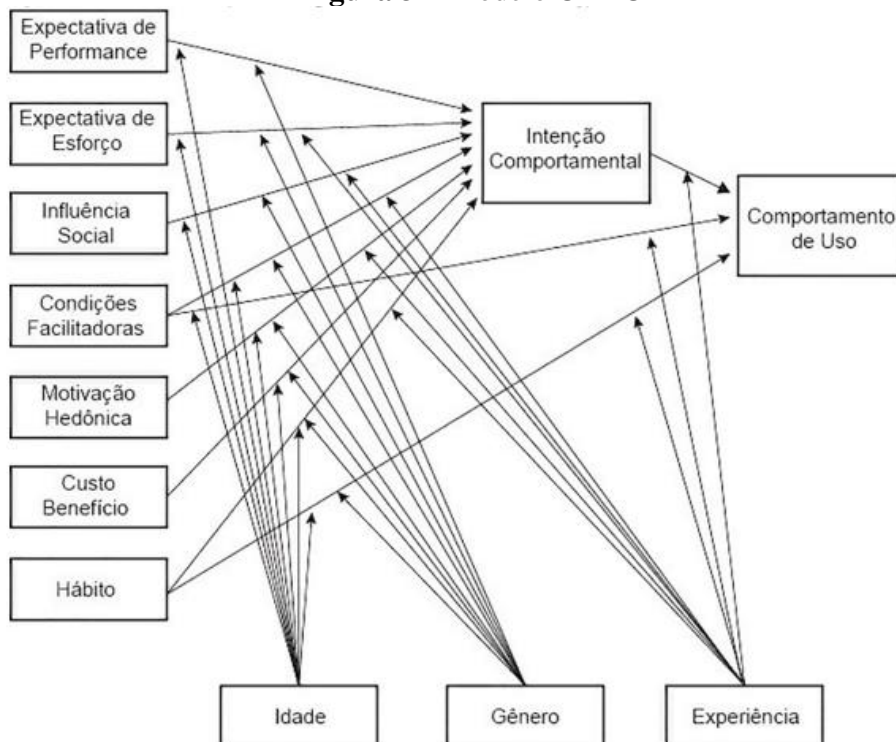 Expectativa de
Performance
Expectativa de
Esforço
Influência
Social
Condições
Facilitadoras
Motivação
Hedônica
Custo
Benefício
Hábito
Intenção
Comportamental
Comportamento
de Uso
Idade
Gênero
Experiência